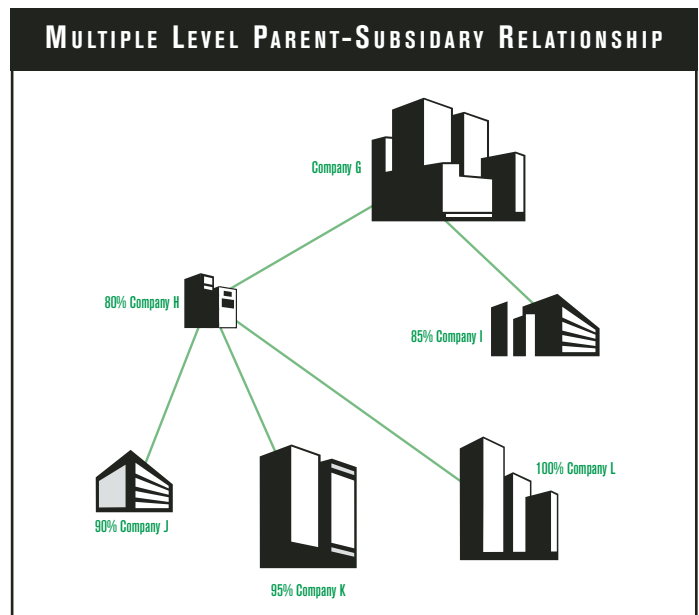 MULTIPLE LEVEL PARENT-SUBSIDARY RELATIONSHIP
Company G
80% Company H
85% Company I
90% Company J
95% Company K
100% Company L